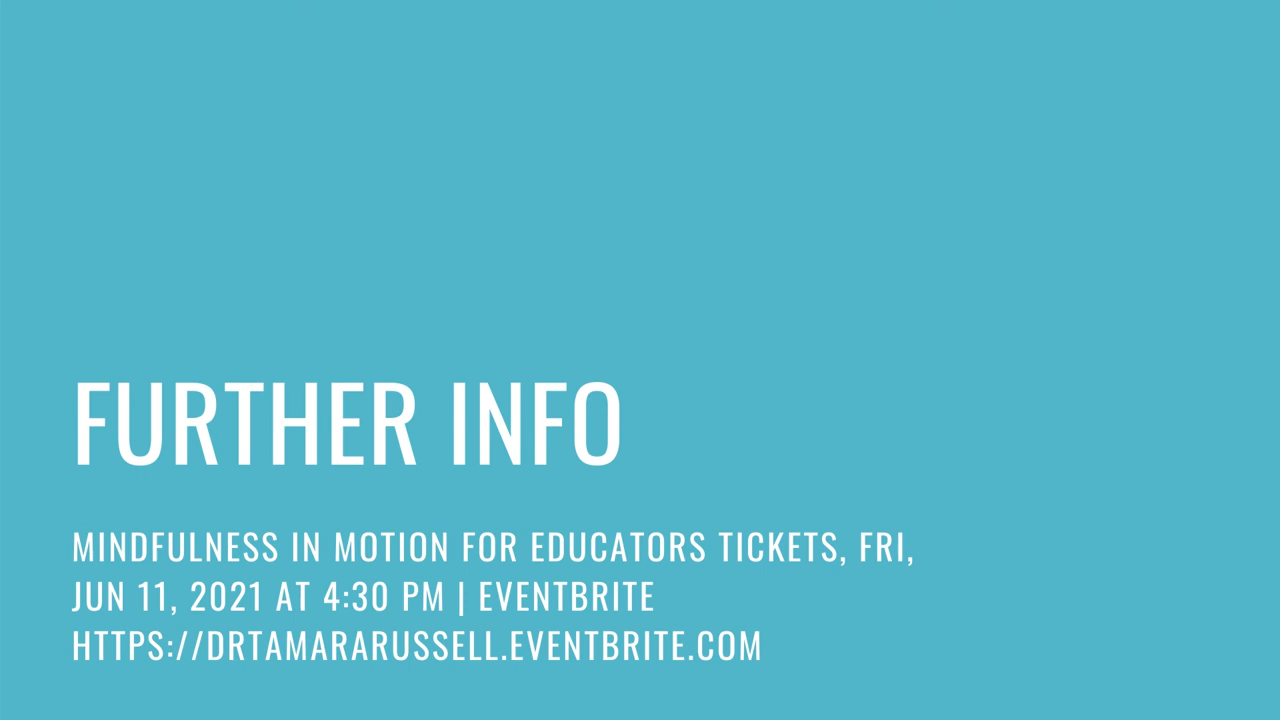 FURTHER INFO
MINDFULNESS IN MOTION FOR EDUCATORS TICKETS, FRI,
JUN 11, 2021 AT 4:30 PM | EVENTBRITE
HTTPS://DRTAMARARUSSELL.EVENTBRITE.COM